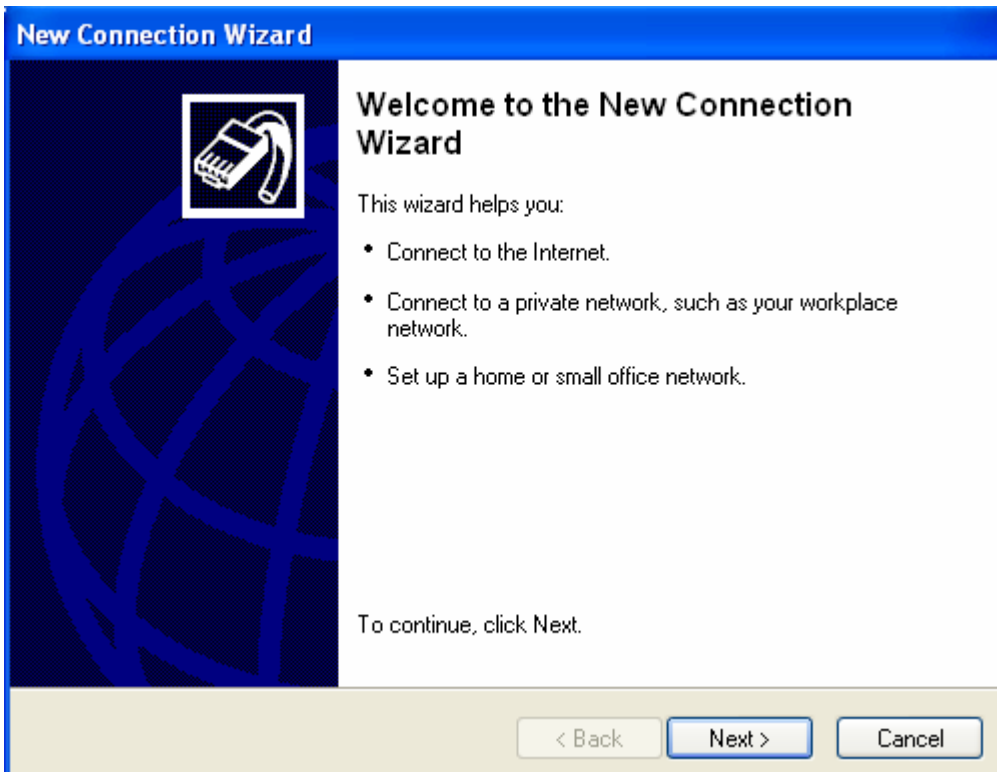 New Connection Wizard
Welcome to the New Connection
Wizard
This wizard helps you:
• Connect to the Internet.
• Connect to a private network, such as your workplace
network.
• Set up a home or small office network.
To continue, click Next.
< Back Next > Cancel